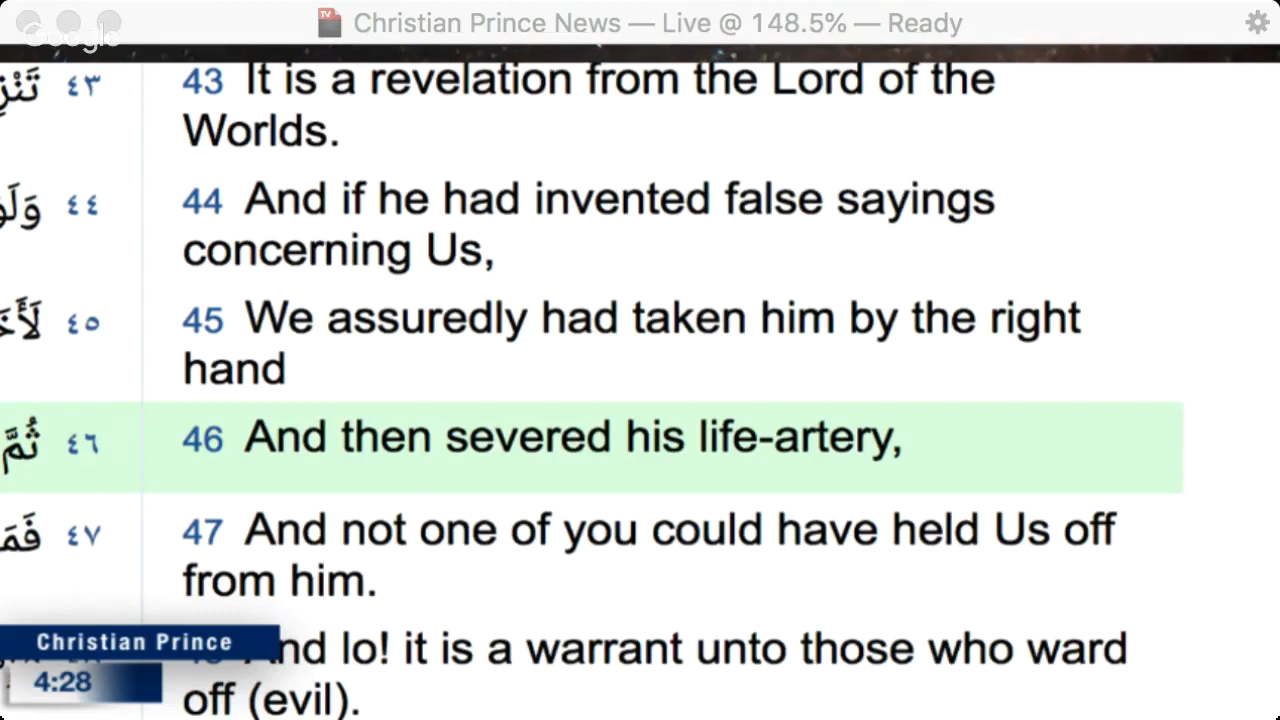 Christian Prince News — Live @ 148.5% — Ready
Google
٤٣ 43 It is a revelation from the Lord of the
Worlds.
٤٤ 44 And if he had invented false sayings
concerning Us,
٤٥ 45 We assuredly had taken him by the right
hand
ثُمَّ ٤٦ 46 And then severed his life-artery,
٤٧ 47 And not one of you could have held Us off
from him.
And lo! it is a warrant unto those who ward
off (evil).
Christian Prince
4:28